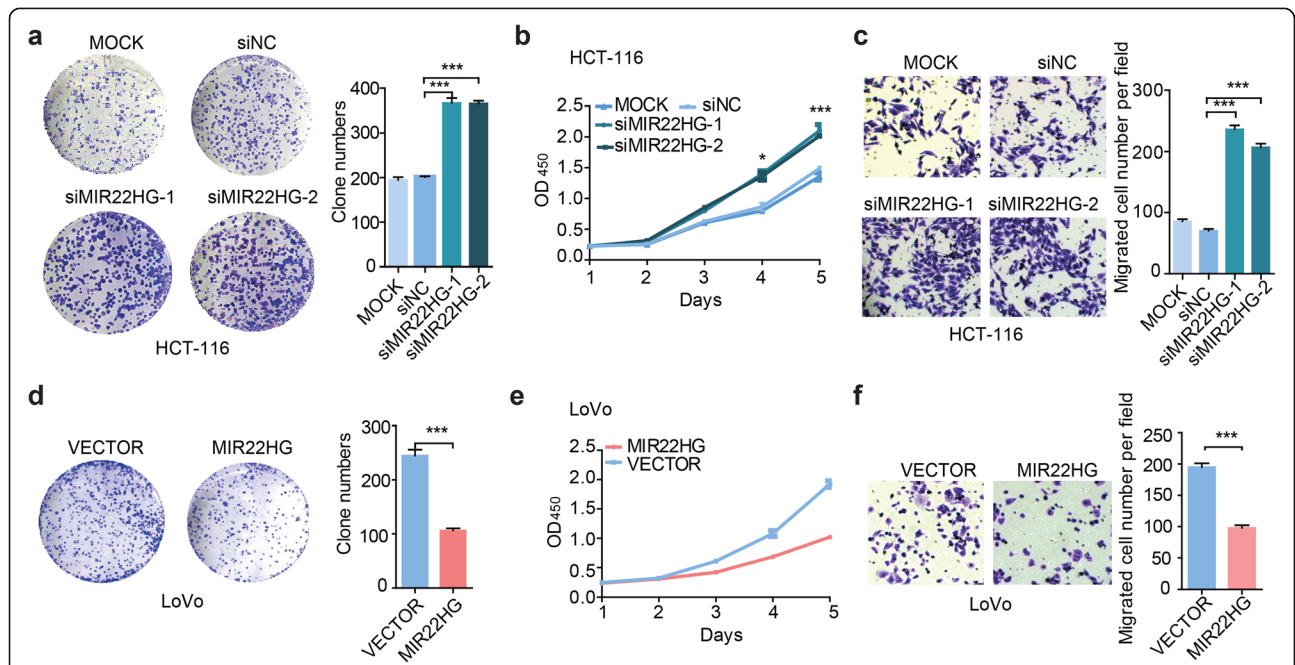 a
MOCK
siNC
siMIR22HG-1
siMIR22HG-2
HCT-116
Clone numbers
600
400
200
0
***
***
MOCK
siNC
siMIR22HG-1
siMIR22HG-2
b
HCT-116
OD 450
2.5
2.0
1.5
1.0
0.5
0.0
MOCK
siNC
siMIR22HG-1
siMIR22HG-2
*
***
1 2 3 4 5
Days
c
MOCK
siNC
siMIR22HG-1
siMIR22HG-2
HCT-116
Migrated cell number per field
300
200
100
0
***
***
MOCK
siNC
siMIR22HG-1
siMIR22HG-2
d
VECTOR
MIR22HG
LoVo
Clone numbers
300
200
100
0
***
VECTOR
MIR22HG
e
LoVo
OD450
2.5
2.0
1.5
1.0
0.5
0.0
MIR22HG
VECTOR
1 2 3 4 5
Days
f
VECTOR
MIR22HG
LoVo
Migrated cell number per field
250
200
150
100
50
0
***
VECTOR
MIR22HG